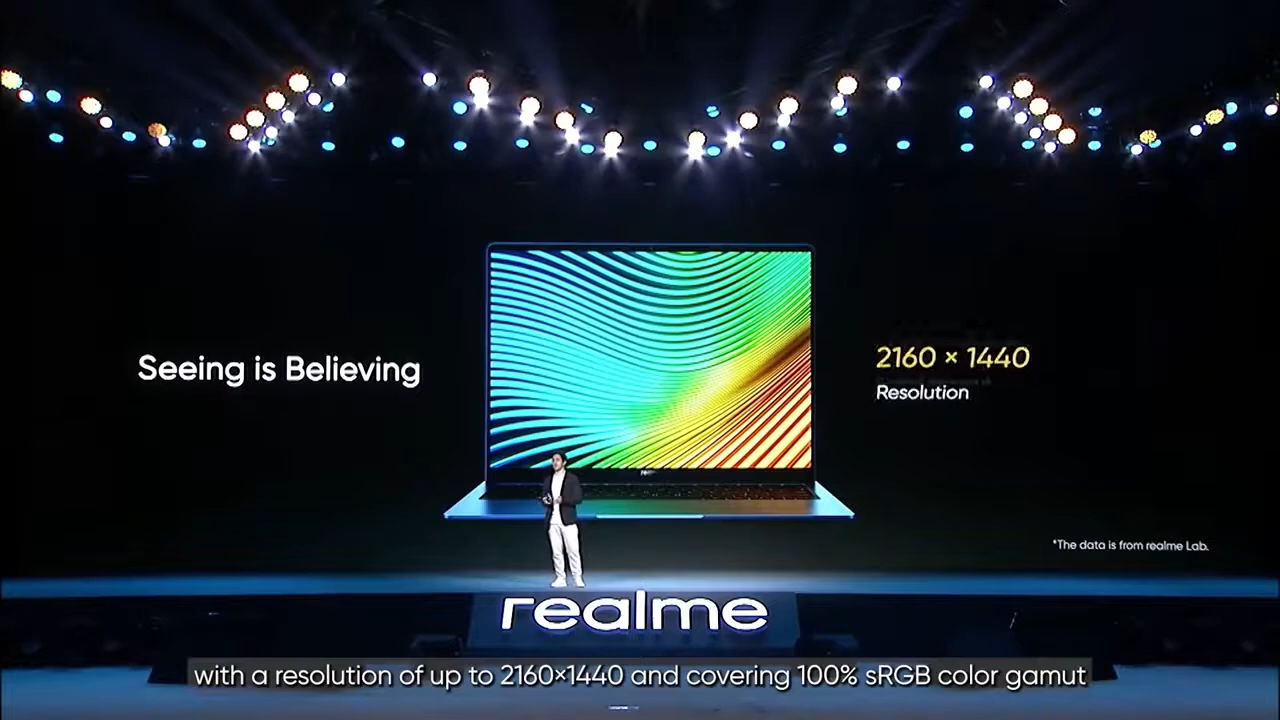 Seeing is Believing
2160 × 1440
Resolution
*The data is from realme Lab.
realme
with a resolution of up to 2160×1440 and covering 100% sRGB color gamut